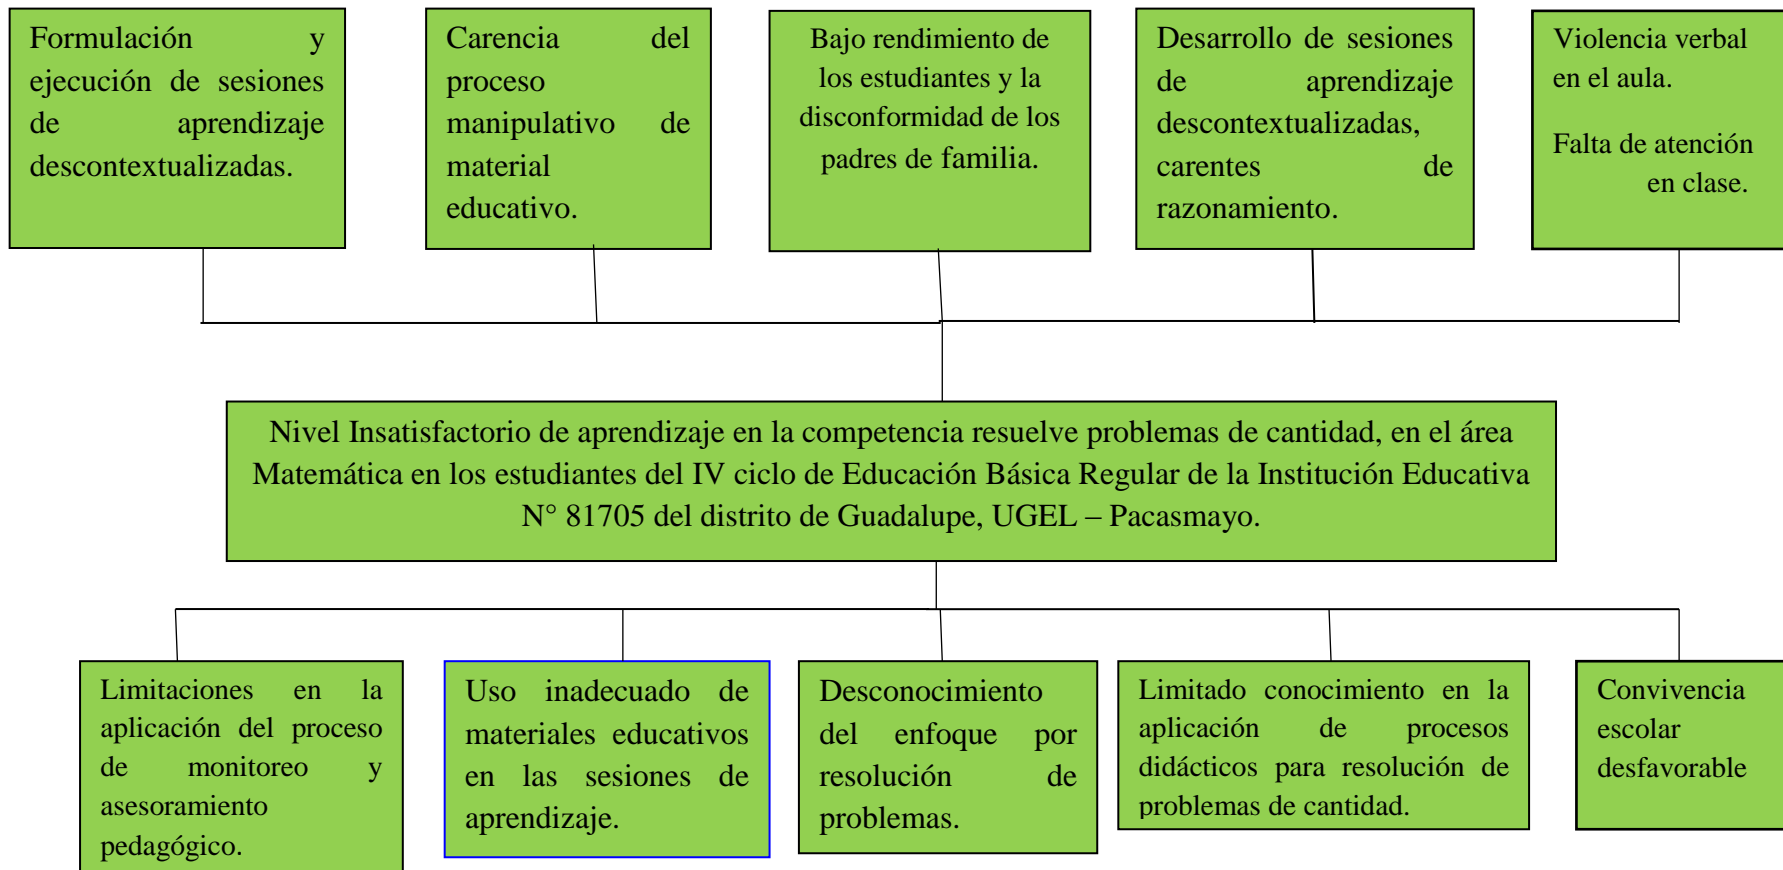 Formulación y
ejecución de sesiones
de aprendizaje
descontextualizadas.
Carencia del
proceso
manipulativo de
material
educativo.
Bajo rendimiento de
los estudiantes y la
disconformidad de los
padres de familia.
Desarrollo de sesiones
de aprendizaje
descontextualizadas,
carentes de
razonamiento.
Violencia verbal
en el aula.
Falta de atención
en clase.
Nivel Insatisfactorio de aprendizaje en la competencia resuelve problemas de cantidad, en el área
Matemática en los estudiantes del IV ciclo de Educación Básica Regular de la Institución Educativa
N° 81705 del distrito de Guadalupe, UGEL – Pacasmayo.
Limitaciones en la
aplicación del proceso
de monitoreo y
asesoramiento
pedagógico.
Uso inadecuado de
materiales educativos
en las sesiones de
aprendizaje.
Desconocimiento
del enfoque por
resolución de
problemas.
Limitado conocimiento en la
aplicación de procesos
didácticos para resolución de
problemas de cantidad.
Convivencia
escolar
desfavorable